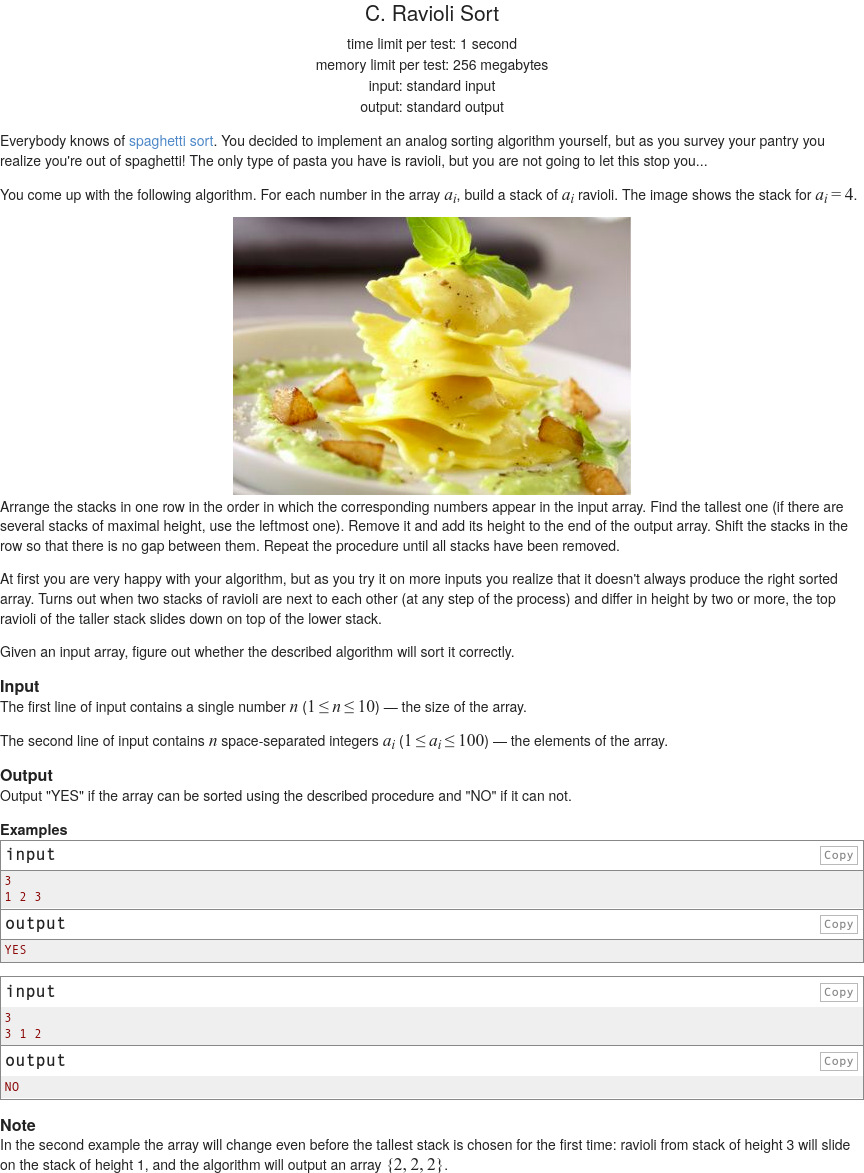 C. Ravioli Sort
time limit per test: 1 second
memory limit per test: 256 megabytes
input: standard input
output: standard output
Everybody knows of spaghetti sort. You decided to implement an analog sorting algorithm yourself, but as you survey your pantry you
realize you're out of spaghetti! The only type of pasta you have is ravioli, but you are not going to let this stop you...
You come up with the following algorithm. For each number in the array aᵢ, build a stack of aᵢ ravioli. The image shows the stack for aᵢ = 4.
Arrange the stacks in one row in the order in which the corresponding numbers appear in the input array. Find the tallest one (if there are
several stacks of maximal height, use the leftmost one). Remove it and add its height to the end of the output array. Shift the stacks in the
row so that there is no gap between them. Repeat the procedure until all stacks have been removed.
At first you are very happy with your algorithm, but as you try it on more inputs you realize that it doesn't always produce the right sorted
array. Turns out when two stacks of ravioli are next to each other (at any step of the process) and differ in height by two or more, the top
ravioli of the taller stack slides down on top of the lower stack.
Given an input array, figure out whether the described algorithm will sort it correctly.
Input
The first line of input contains a single number n (1 ≤ n ≤ 10) — the size of the array.
The second line of input contains n space-separated integers aᵢ (1 ≤ aᵢ ≤ 100) — the elements of the array.
Output
Output "YES" if the array can be sorted using the described procedure and "NO" if it can not.
Examples
input Copy
3
1 2 3
output Copy
YES
input Copy
3
3 1 2
output Copy
NO
Note
In the second example the array will change even before the tallest stack is chosen for the first time: ravioli from stack of height 3 will slide
on the stack of height 1, and the algorithm will output an array {2, 2, 2}.